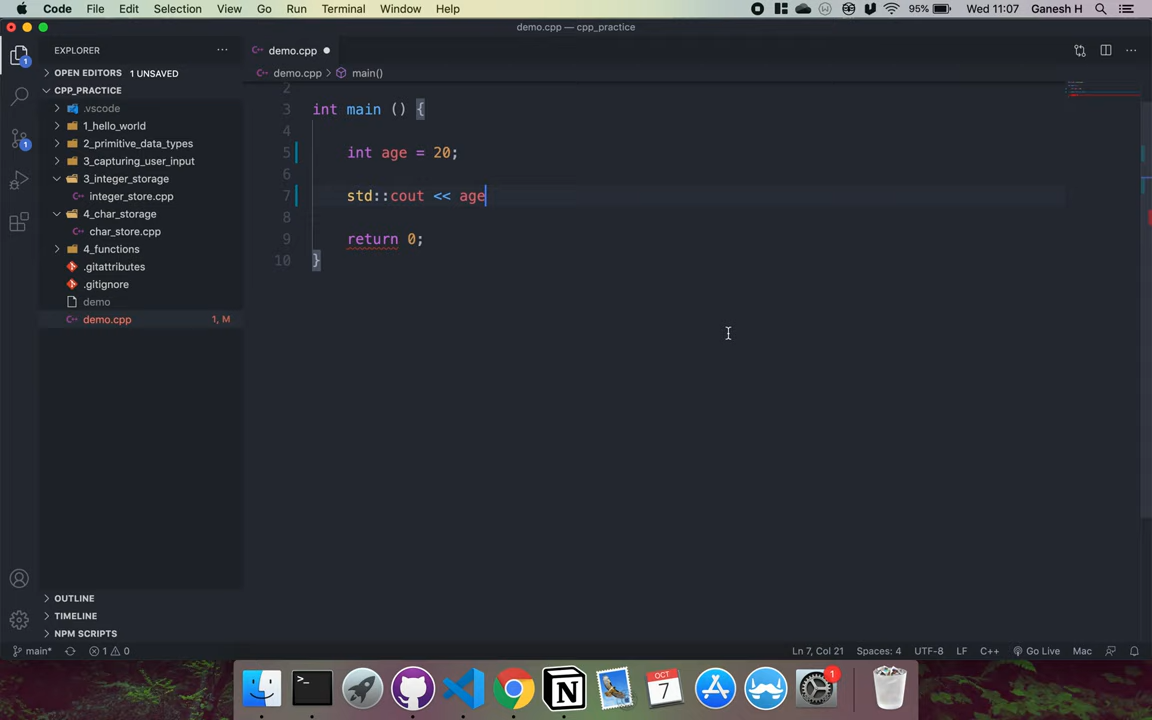 Code File Edit Selection View Go Run Terminal Window Help 95% Wed 11:07 Ganesh H
demo.cpp — cpp_practice
EXPLORER ...
demo.cpp
demo.cpp > main()
OPEN EDITORS 1 UNSAVED
CPP_PRACTICE
.vscode
1_hello_world
2_primitive_data_types
3_capturing_user_input
3_integer_storage
integer_store.cpp
4_char_storage
char_store.cpp
4_functions
.gitattributes
.gitignore
demo
demo.cpp 1, M
OUTLINE
TIMELINE
NPM SCRIPTS
2
3 int main () {
4
5 int age = 20;
6
7 std::cout << age
8
9 return 0;
10 }
main* 1 0 Ln 7, Col 21 Spaces: 4 UTF-8 LF C++ Go Live Mac
OCT
7
1